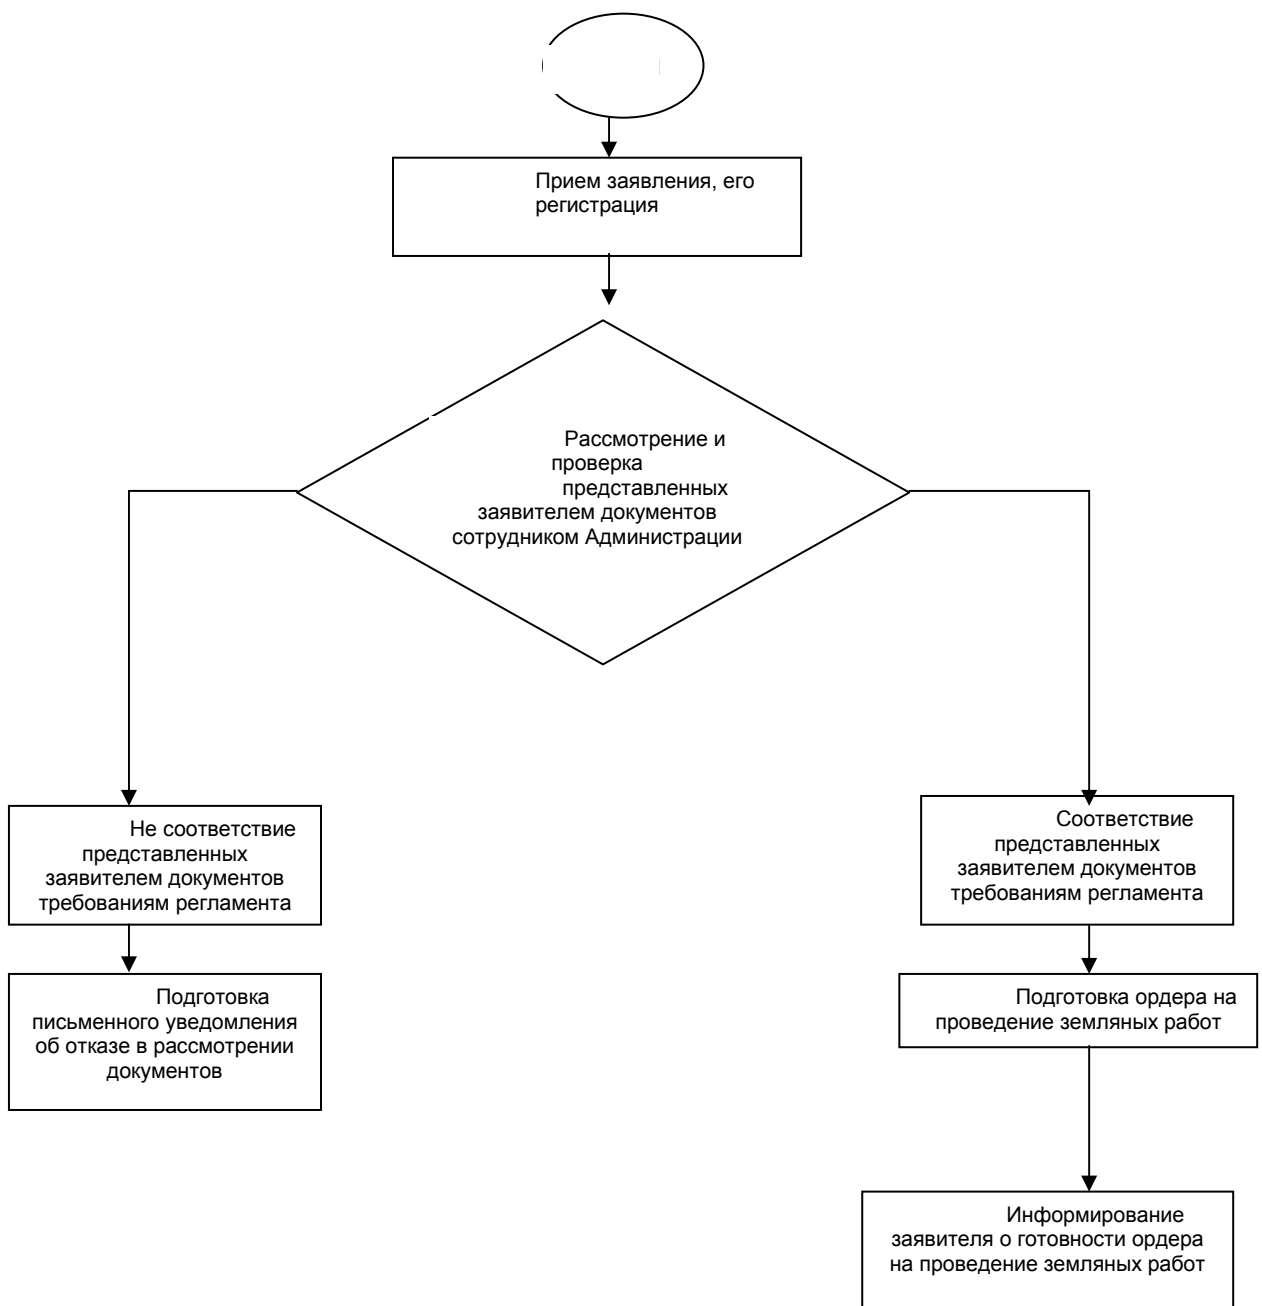 Прием заявления, его
регистрация
Рассмотрение и
проверка
представленных
заявителем документов
сотрудником Администрации
Не соответствие
представленных
заявителем документов
требованиям регламента
Соответствие
представленных
заявителем документов
требованиям регламента
Подготовка
письменного уведомления
об отказе в рассмотрении
документов
Подготовка ордера на
проведение земляных работ
Информирование
заявителя о готовности ордера
на проведение земляных работ